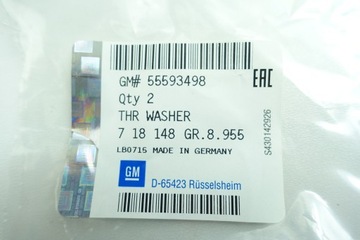 GM# 55593498
EAC
Qty 2
THR WASHER
7 18 148 GR.8.955
LB0715 MADE IN GERMANY
GM
D-65423 Rüsselsheim
S430142926